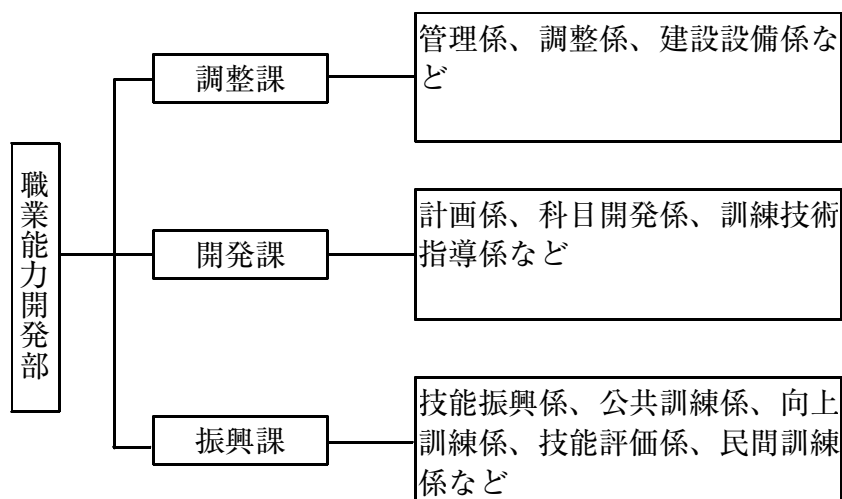 職業能力開発部
調整課
管理係、調整係、建設設備係な
ど
開発課
計画係、科目開発係、訓練技術
指導係など
振興課
技能振興係、公共訓練係、向上
訓練係、技能評価係、民間訓練
係など